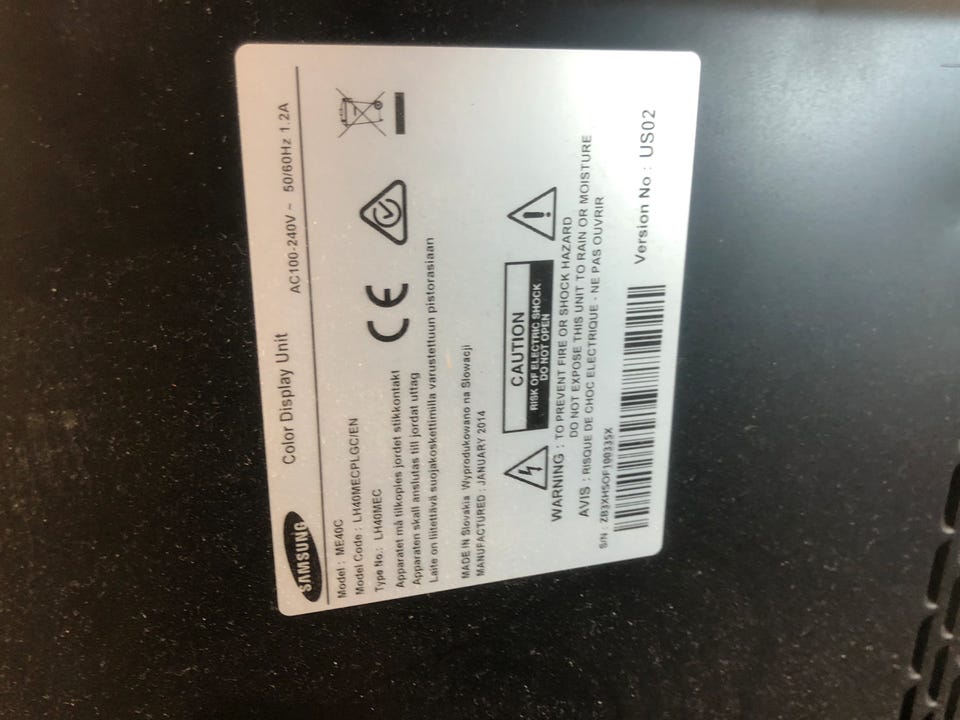 SAMSUNG
Color Display Unit
AC100-240V ~ 50/60Hz 1.2A
Model : ME40C
Model Code : LH40MECPLGC/EN
Type No.: LH40MEC
Apparatet må tilkoples jordet stikkontakt
Apparaten skall anslutas till jordat uttag
Laite on liitettävä suojakoskettimilla varustettuun pistorasiaan
MADE IN Slovakia Wyprodukowano na Slowacji
MANUFACTURED : JANUARY 2014
CE
CAUTION
RISK OF ELECTRIC SHOCK
DO NOT OPEN
WARNING : TO PREVENT FIRE OR SHOCK HAZARD
DO NOT EXPOSE THIS UNIT TO RAIN OR MOISTURE
AVIS : RISQUE DE CHOC ELECTRIQUE - NE PAS OUVRIR
S/N : ZB3XHSOF100335X
Version No : US02